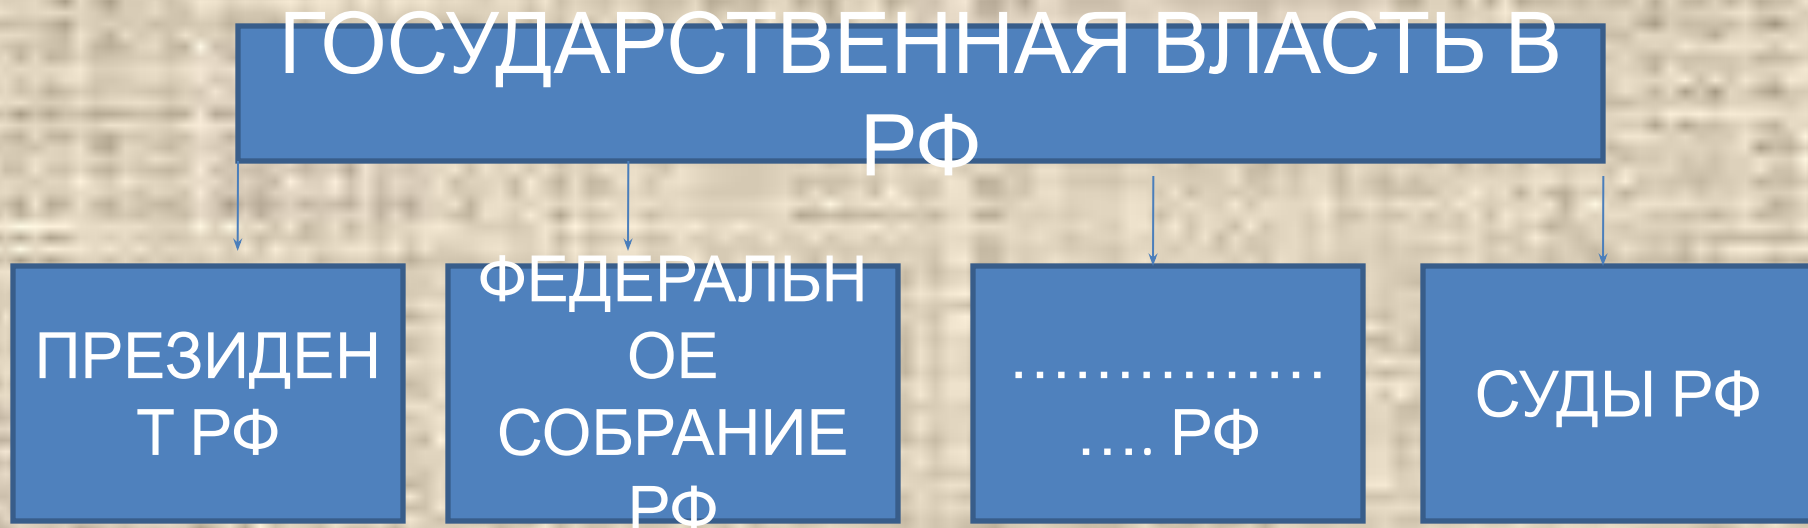 ГОСУДАРСТВЕННАЯ ВЛАСТЬ В
РФ
ПРЕЗИДЕН
Т РФ
ФЕДЕРАЛЬН
ОЕ
СОБРАНИЕ
РФ
……………
…. РФ
СУДЫ РФ